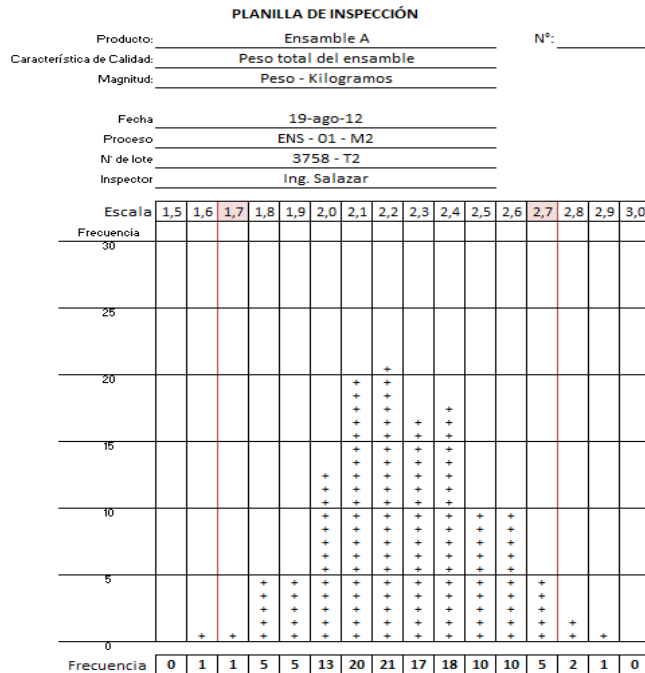 PLANILLA DE INSPECCIÓN
Producto: Ensamble A N°:
Característica de Calidad: Peso total del ensamble
Magnitud: Peso - Kilogramos
Fecha 19-ago-12
Proceso ENS - 01 - M2
N° de lote 3758 - T2
Inspector Ing. Salazar
Escala 1,5 1,6 1,7 1,8 1,9 2,0 2,1 2,2 2,3 2,4 2,5 2,6 2,7 2,8 2,9 3,0
Frecuencia
30
25
20
15
10
5
0
Frecuencia 0 1 1 5 5 13 20 21 17 18 10 10 5 2 1 0